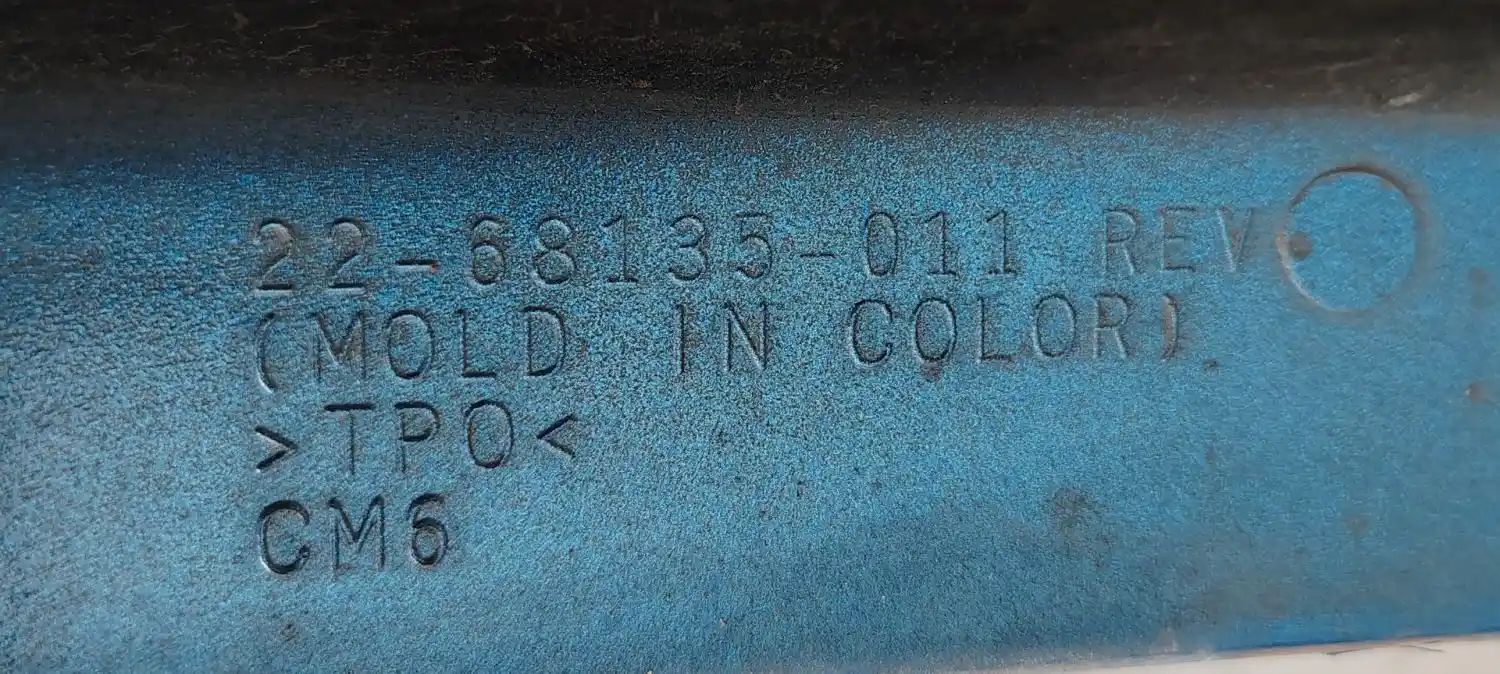 22-68135-011 REV
(MOLD IN COLOR)
>TPO<
CM6